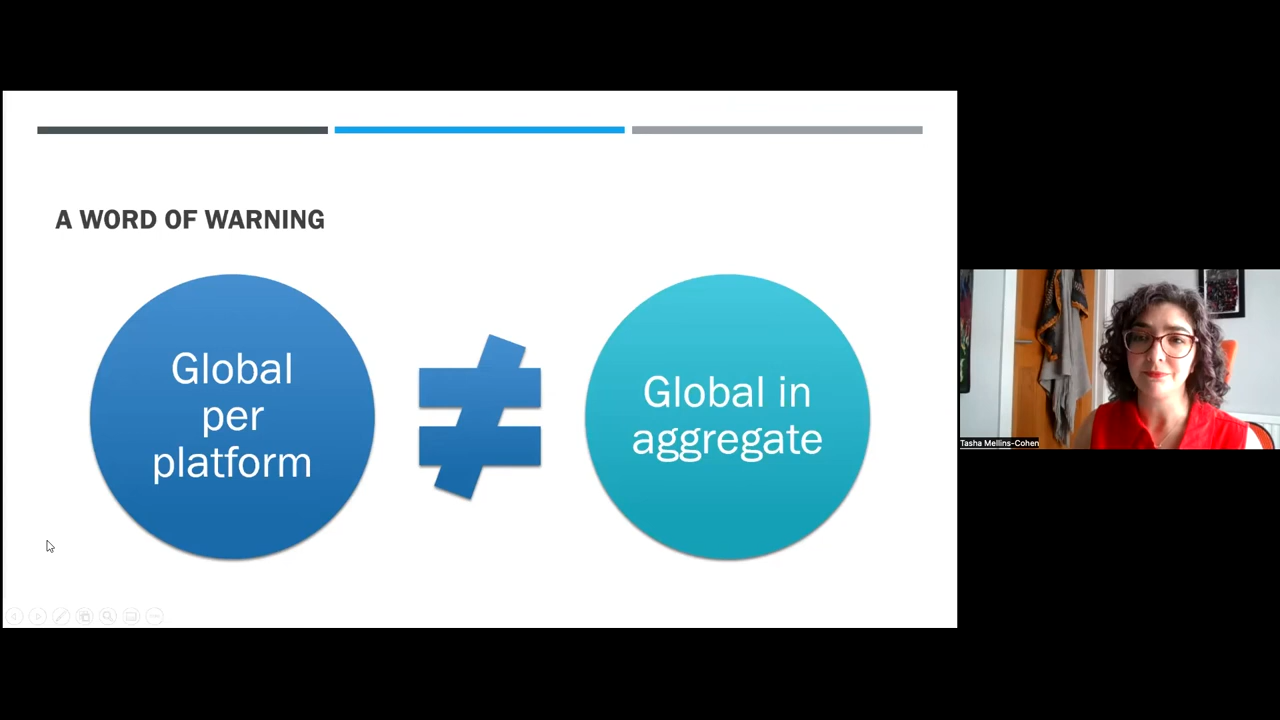 A WORD OF WARNING
Global
per
platform
≠
Global in
aggregate
Tasha Mellins-Cohen